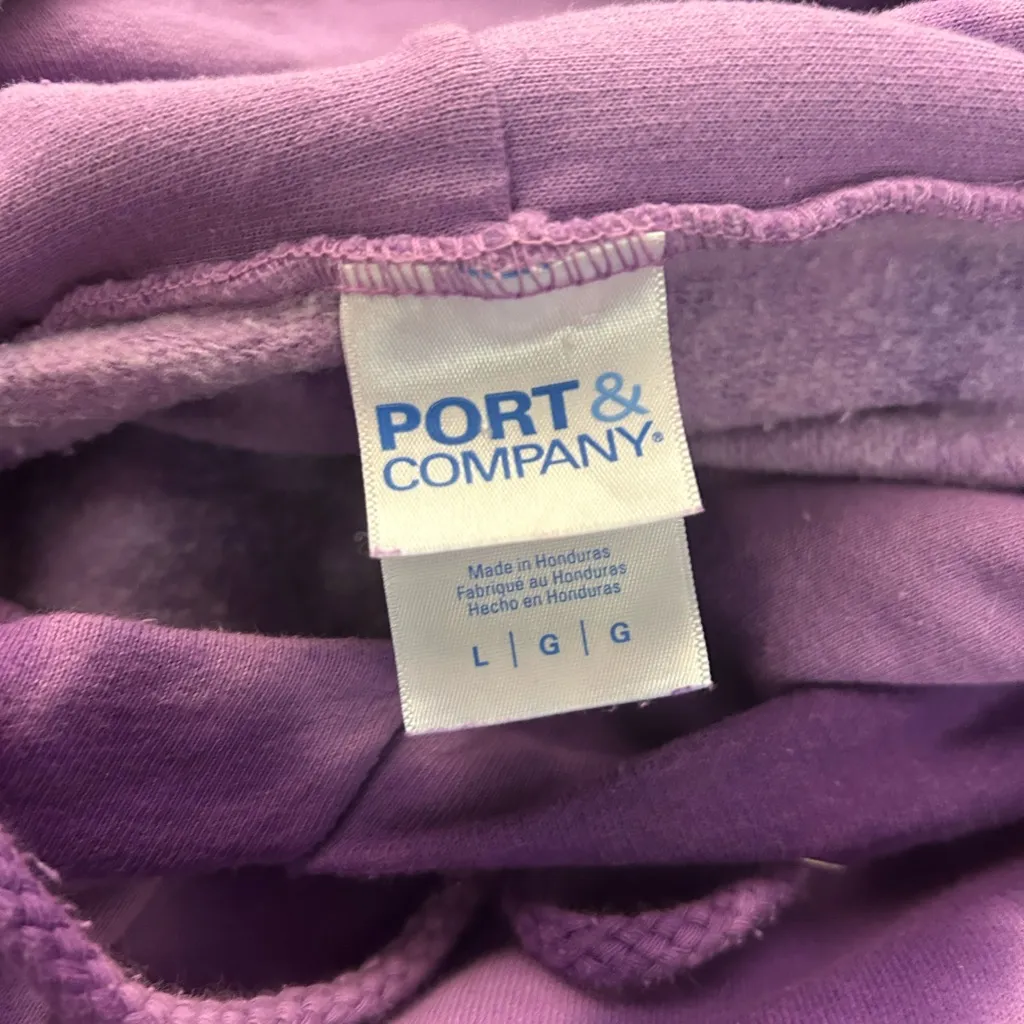 PORT &
COMPANY®
Made in Honduras
Fabriqué au Honduras
Hecho en Honduras
L | G | G